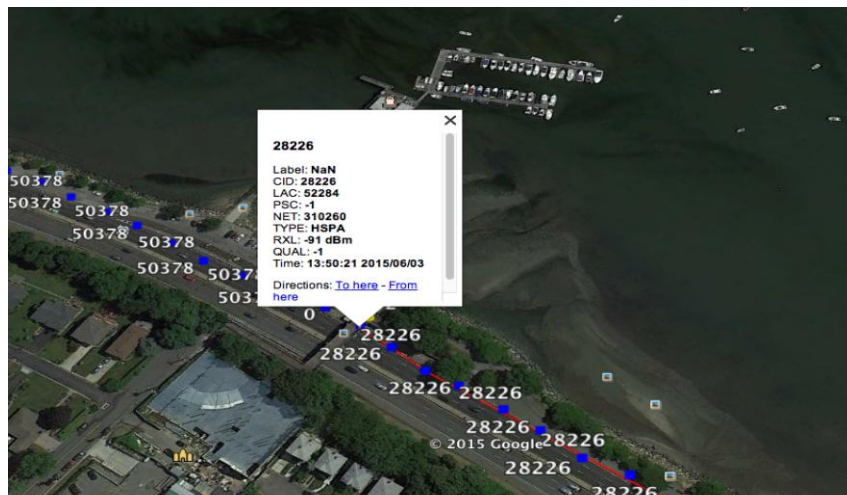 28226
Label: NaN
CID: 28226
LAC: 52284
PSC: -1
NET: 310260
TYPE: HSPA
RXL: -91 dBm
QUAL: -1
Time: 13:50:21 2015/06/03
Directions: To here - From
here
50378
50378
50378
50378
50378
50378
0
28226
28226
28226
28226
28226
© 2015 Google
28226
28226
28226